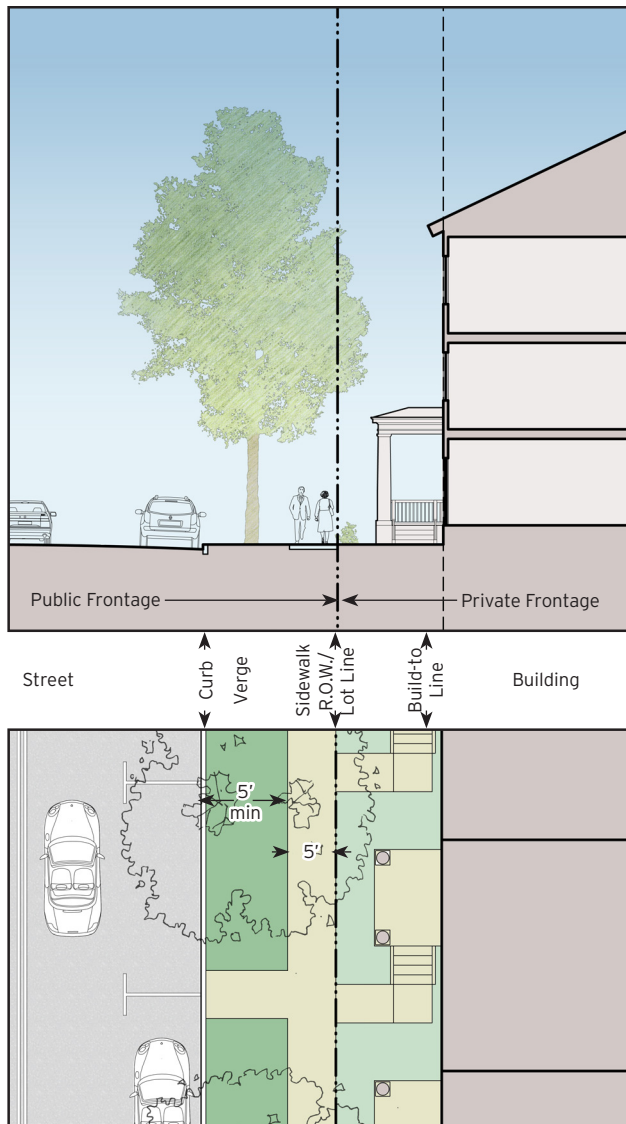 Public Frontage
Private Frontage
Street
Curb
Verge
Sidewalk
R.O.W./
Lot Line
Build-to
Line
Building
5’
min
5’